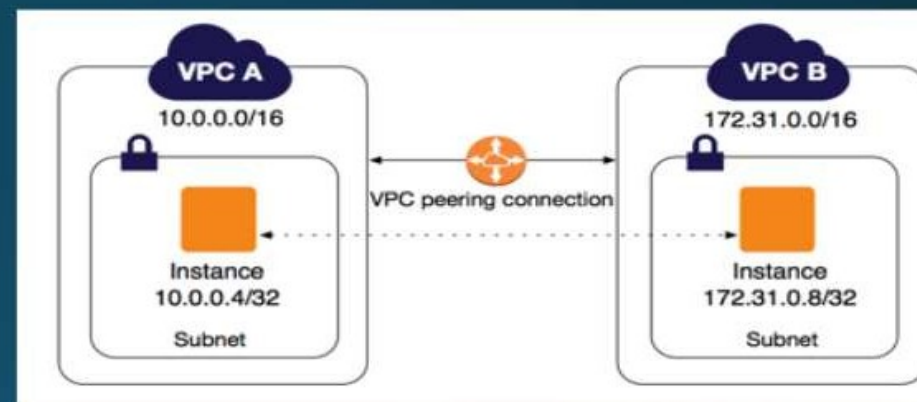 VPC A
10.0.0.0/16
Instance
10.0.0.4/32
Subnet
VPC peering connection
VPC B
172.31.0.0/16
Instance
172.31.0.8/32
Subnet